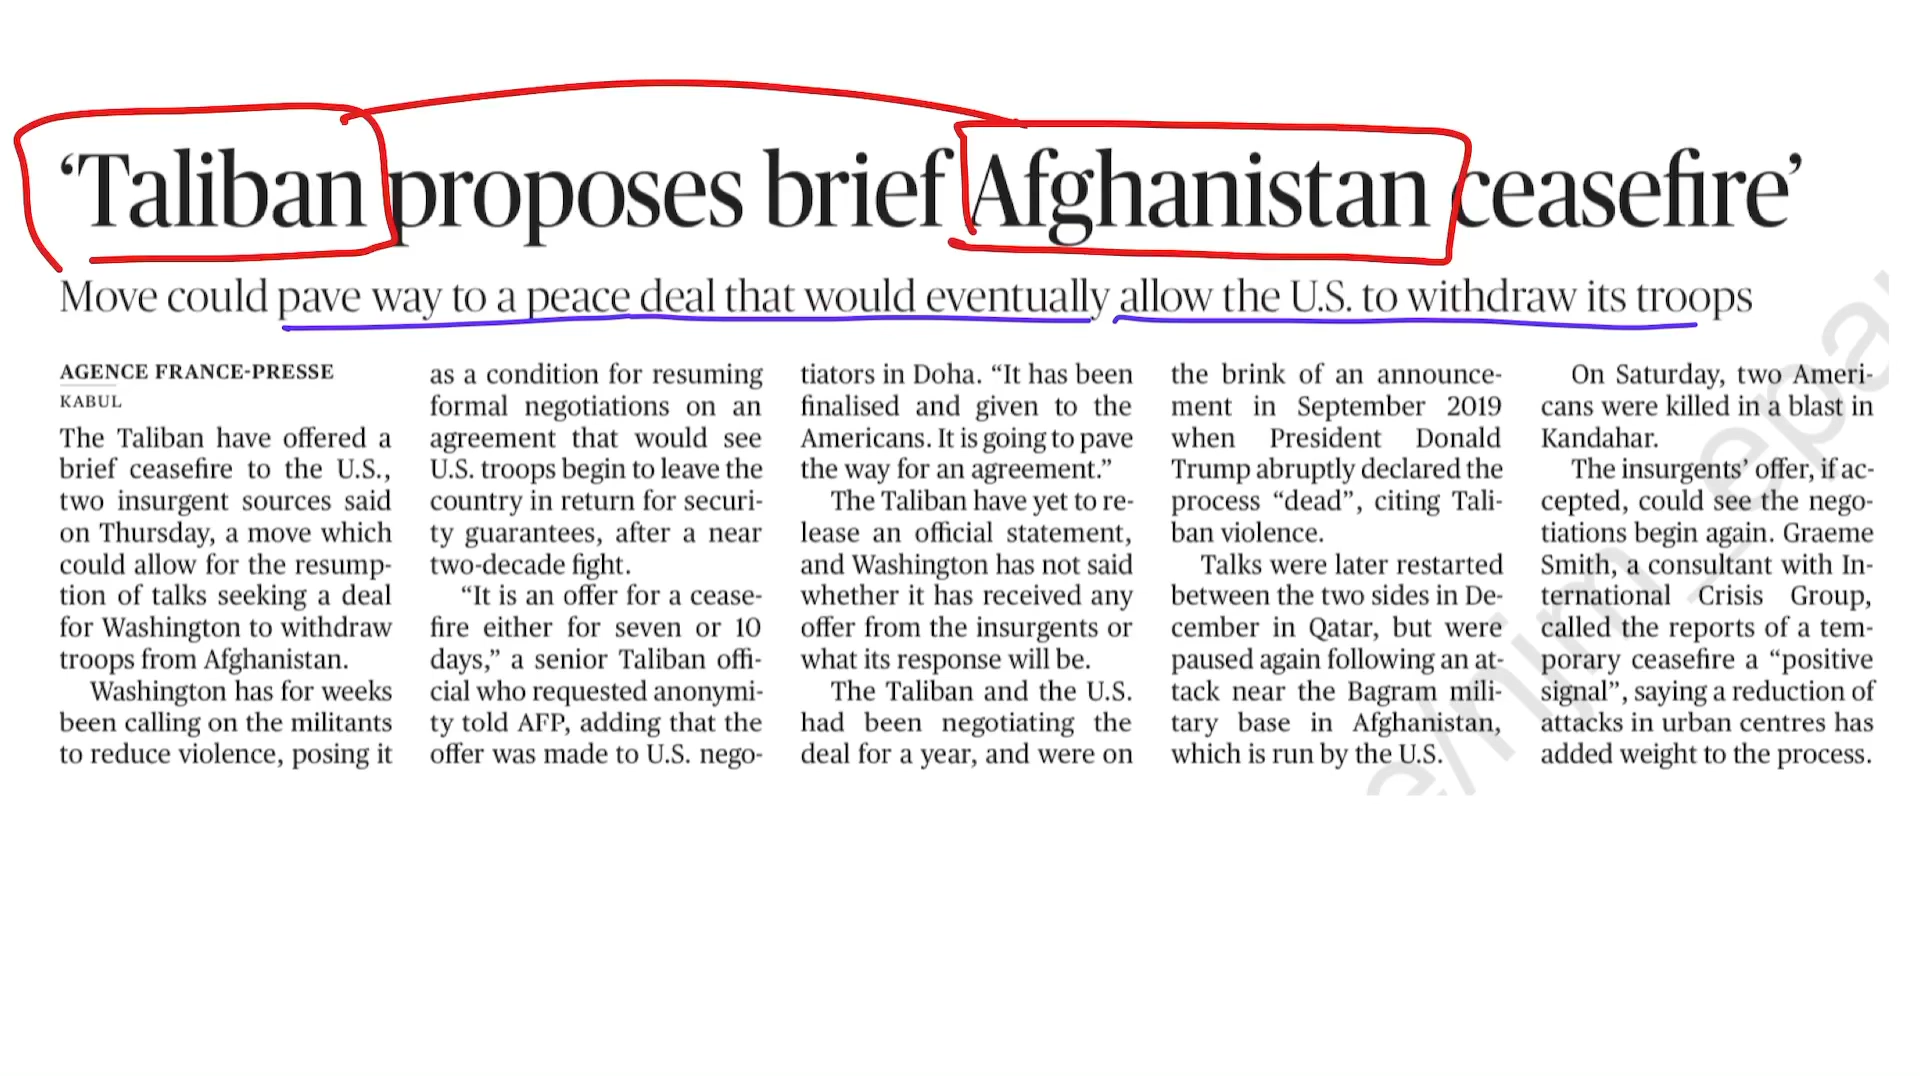 ‘Taliban proposes brief Afghanistan ceasefire’
Move could pave way to a peace deal that would eventually allow the U.S. to withdraw its troops
AGENCE FRANCE-PRESSE
KABUL
The Taliban have offered a
brief ceasefire to the U.S.,
two insurgent sources said
on Thursday, a move which
could allow for the resump-
tion of talks seeking a deal
for Washington to withdraw
troops from Afghanistan.
Washington has for weeks
been calling on the militants
to reduce violence, posing it
as a condition for resuming
formal negotiations on an
agreement that would see
U.S. troops begin to leave the
country in return for securi-
ty guarantees, after a near
two-decade fight.
“It is an offer for a cease-
fire either for seven or 10
days,” a senior Taliban offi-
cial who requested anonymi-
ty told AFP, adding that the
offer was made to U.S. nego-
tiators in Doha. “It has been
finalised and given to the
Americans. It is going to pave
the way for an agreement.”
The Taliban have yet to re-
lease an official statement,
and Washington has not said
whether it has received any
offer from the insurgents or
what its response will be.
The Taliban and the U.S.
had been negotiating the
deal for a year, and were on
the brink of an announce-
ment in September 2019
when President Donald
Trump abruptly declared the
process “dead”, citing Tali-
ban violence.
Talks were later restarted
between the two sides in De-
cember in Qatar, but were
paused again following an at-
tack near the Bagram mili-
tary base in Afghanistan,
which is run by the U.S.
On Saturday, two Ameri-
cans were killed in a blast in
Kandahar.
The insurgents’ offer, if ac-
cepted, could see the nego-
tiations begin again. Graeme
Smith, a consultant with In-
ternational Crisis Group,
called the reports of a tem-
porary ceasefire a “positive
signal”, saying a reduction of
attacks in urban centres has
added weight to the process.